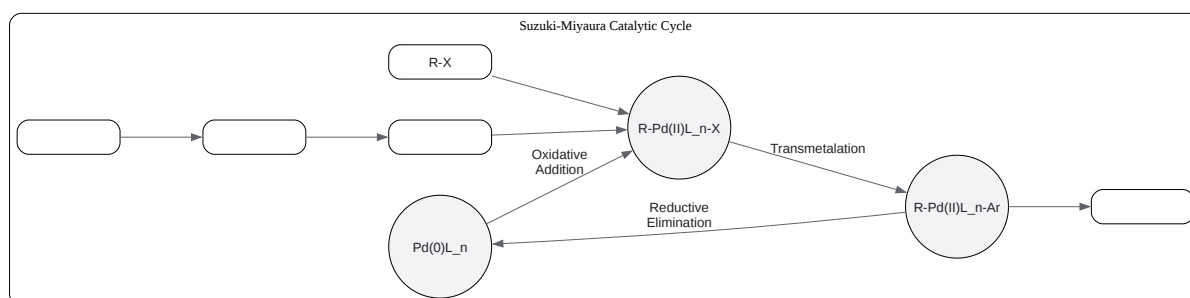 Suzuki-Miyaura Catalytic Cycle
R-X
R-Pd(II)L_n-X
Oxidative
Addition
Transmetalation
Reductive
Elimination
R-Pd(II)L_n-Ar
Pd(0)L_n